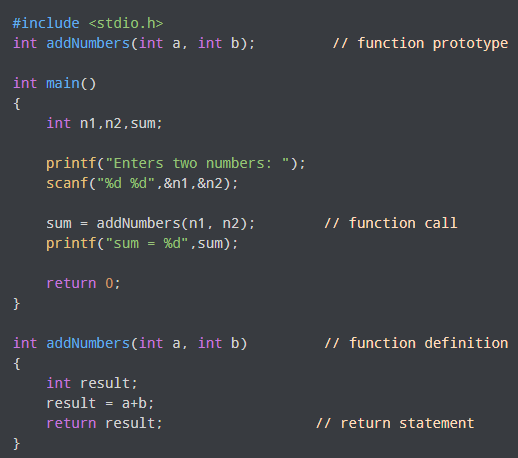 #include <stdio.h>
int addNumbers(int a, int b);         // function prototype
int main()
{
    int n1,n2,sum;
    printf("Enters two numbers: ");
    scanf("%d %d",&n1,&n2);
    sum = addNumbers(n1, n2);        // function call
    printf("sum = %d",sum);
    return 0;
}
int addNumbers(int a, int b)         // function definition
{
    int result;
    result = a+b;
    return result;                  // return statement
}